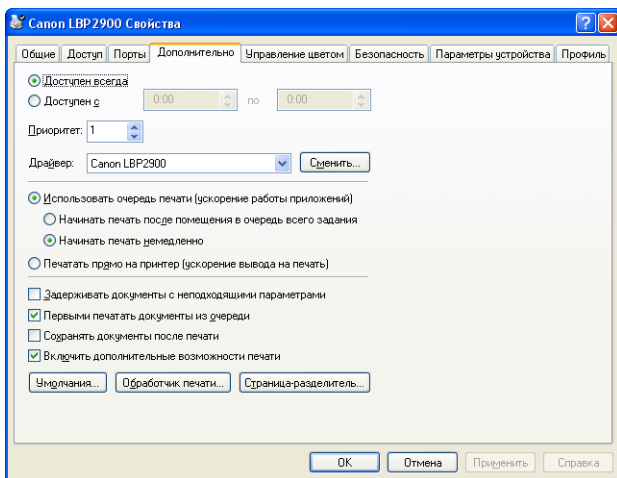 Canon LBP2900 Свойства
Общие Доступ Порты Дополнительно Управление цветом Безопасность Параметры устройства Профиль
Доступен всегда
Доступен с 0:00 по 0:00
Приоритет: 1
Драйвер: Canon LBP2900 Сменить...
Использовать очередь печати (ускорение работы приложений)
Начинать печать после помещения в очередь всего задания
Начинать печать немедленно
Печатать прямо на принтер (ускорение вывода на печать)
Задерживать документы с неподходящими параметрами
Первыми печатать документы из очереди
Сохранять документы после печати
Включить дополнительные возможности печати
Умолчания... Обработчик печати... Страница-разделитель...
OK Отмена Применить Справка